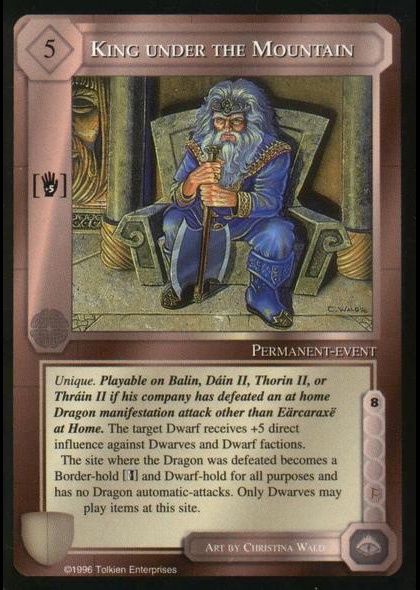 5
KING UNDER THE MOUNTAIN
[-5]
C. WALD
PERMANENT-EVENT
Unique. Playable on Balin, Dáin II, Thorin II, or
Thráin II if his company has defeated an at home
Dragon manifestation attack other than Eärcaraxë
at Home. The target Dwarf receives +5 direct
influence against Dwarves and Dwarf factions.
The site where the Dragon was defeated becomes a
Border-hold [] and Dwarf-hold for all purposes and
has no Dragon automatic-attacks. Only Dwarves may
play items at this site.
8
ART BY CHRISTINA WALD
©1996 Tolkien Enterprises